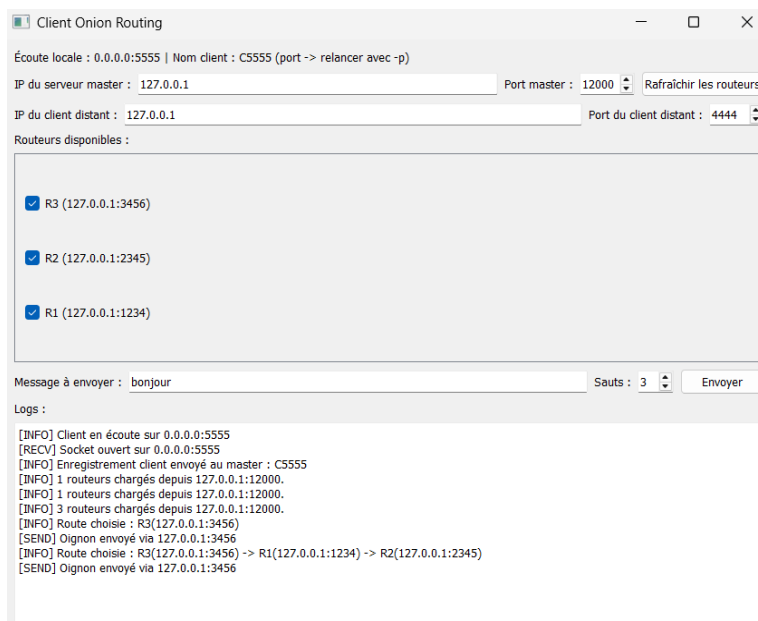 Client Onion Routing
Écoute locale : 0.0.0.0:5555 | Nom client : C5555 (port -> relancer avec -p)
IP du serveur master : 127.0.0.1 Port master : 12000 Rafraîchir les routeurs
IP du client distant : 127.0.0.1 Port du client distant : 4444
Routeurs disponibles :
R3 (127.0.0.1:3456)
R2 (127.0.0.1:2345)
R1 (127.0.0.1:1234)
Message à envoyer : bonjour Sauts : 3 Envoyer
Logs :
[INFO] Client en écoute sur 0.0.0.0:5555
[RECV] Socket ouvert sur 0.0.0.0:5555
[INFO] Enregistrement client envoyé au master : C5555
[INFO] 1 routeurs chargés depuis 127.0.0.1:12000.
[INFO] 1 routeurs chargés depuis 127.0.0.1:12000.
[INFO] 3 routeurs chargés depuis 127.0.0.1:12000.
[INFO] Route choisie : R3(127.0.0.1:3456)
[SEND] Oignon envoyé via 127.0.0.1:3456
[INFO] Route choisie : R3(127.0.0.1:3456) -> R1(127.0.0.1:1234) -> R2(127.0.0.1:2345)
[SEND] Oignon envoyé via 127.0.0.1:3456